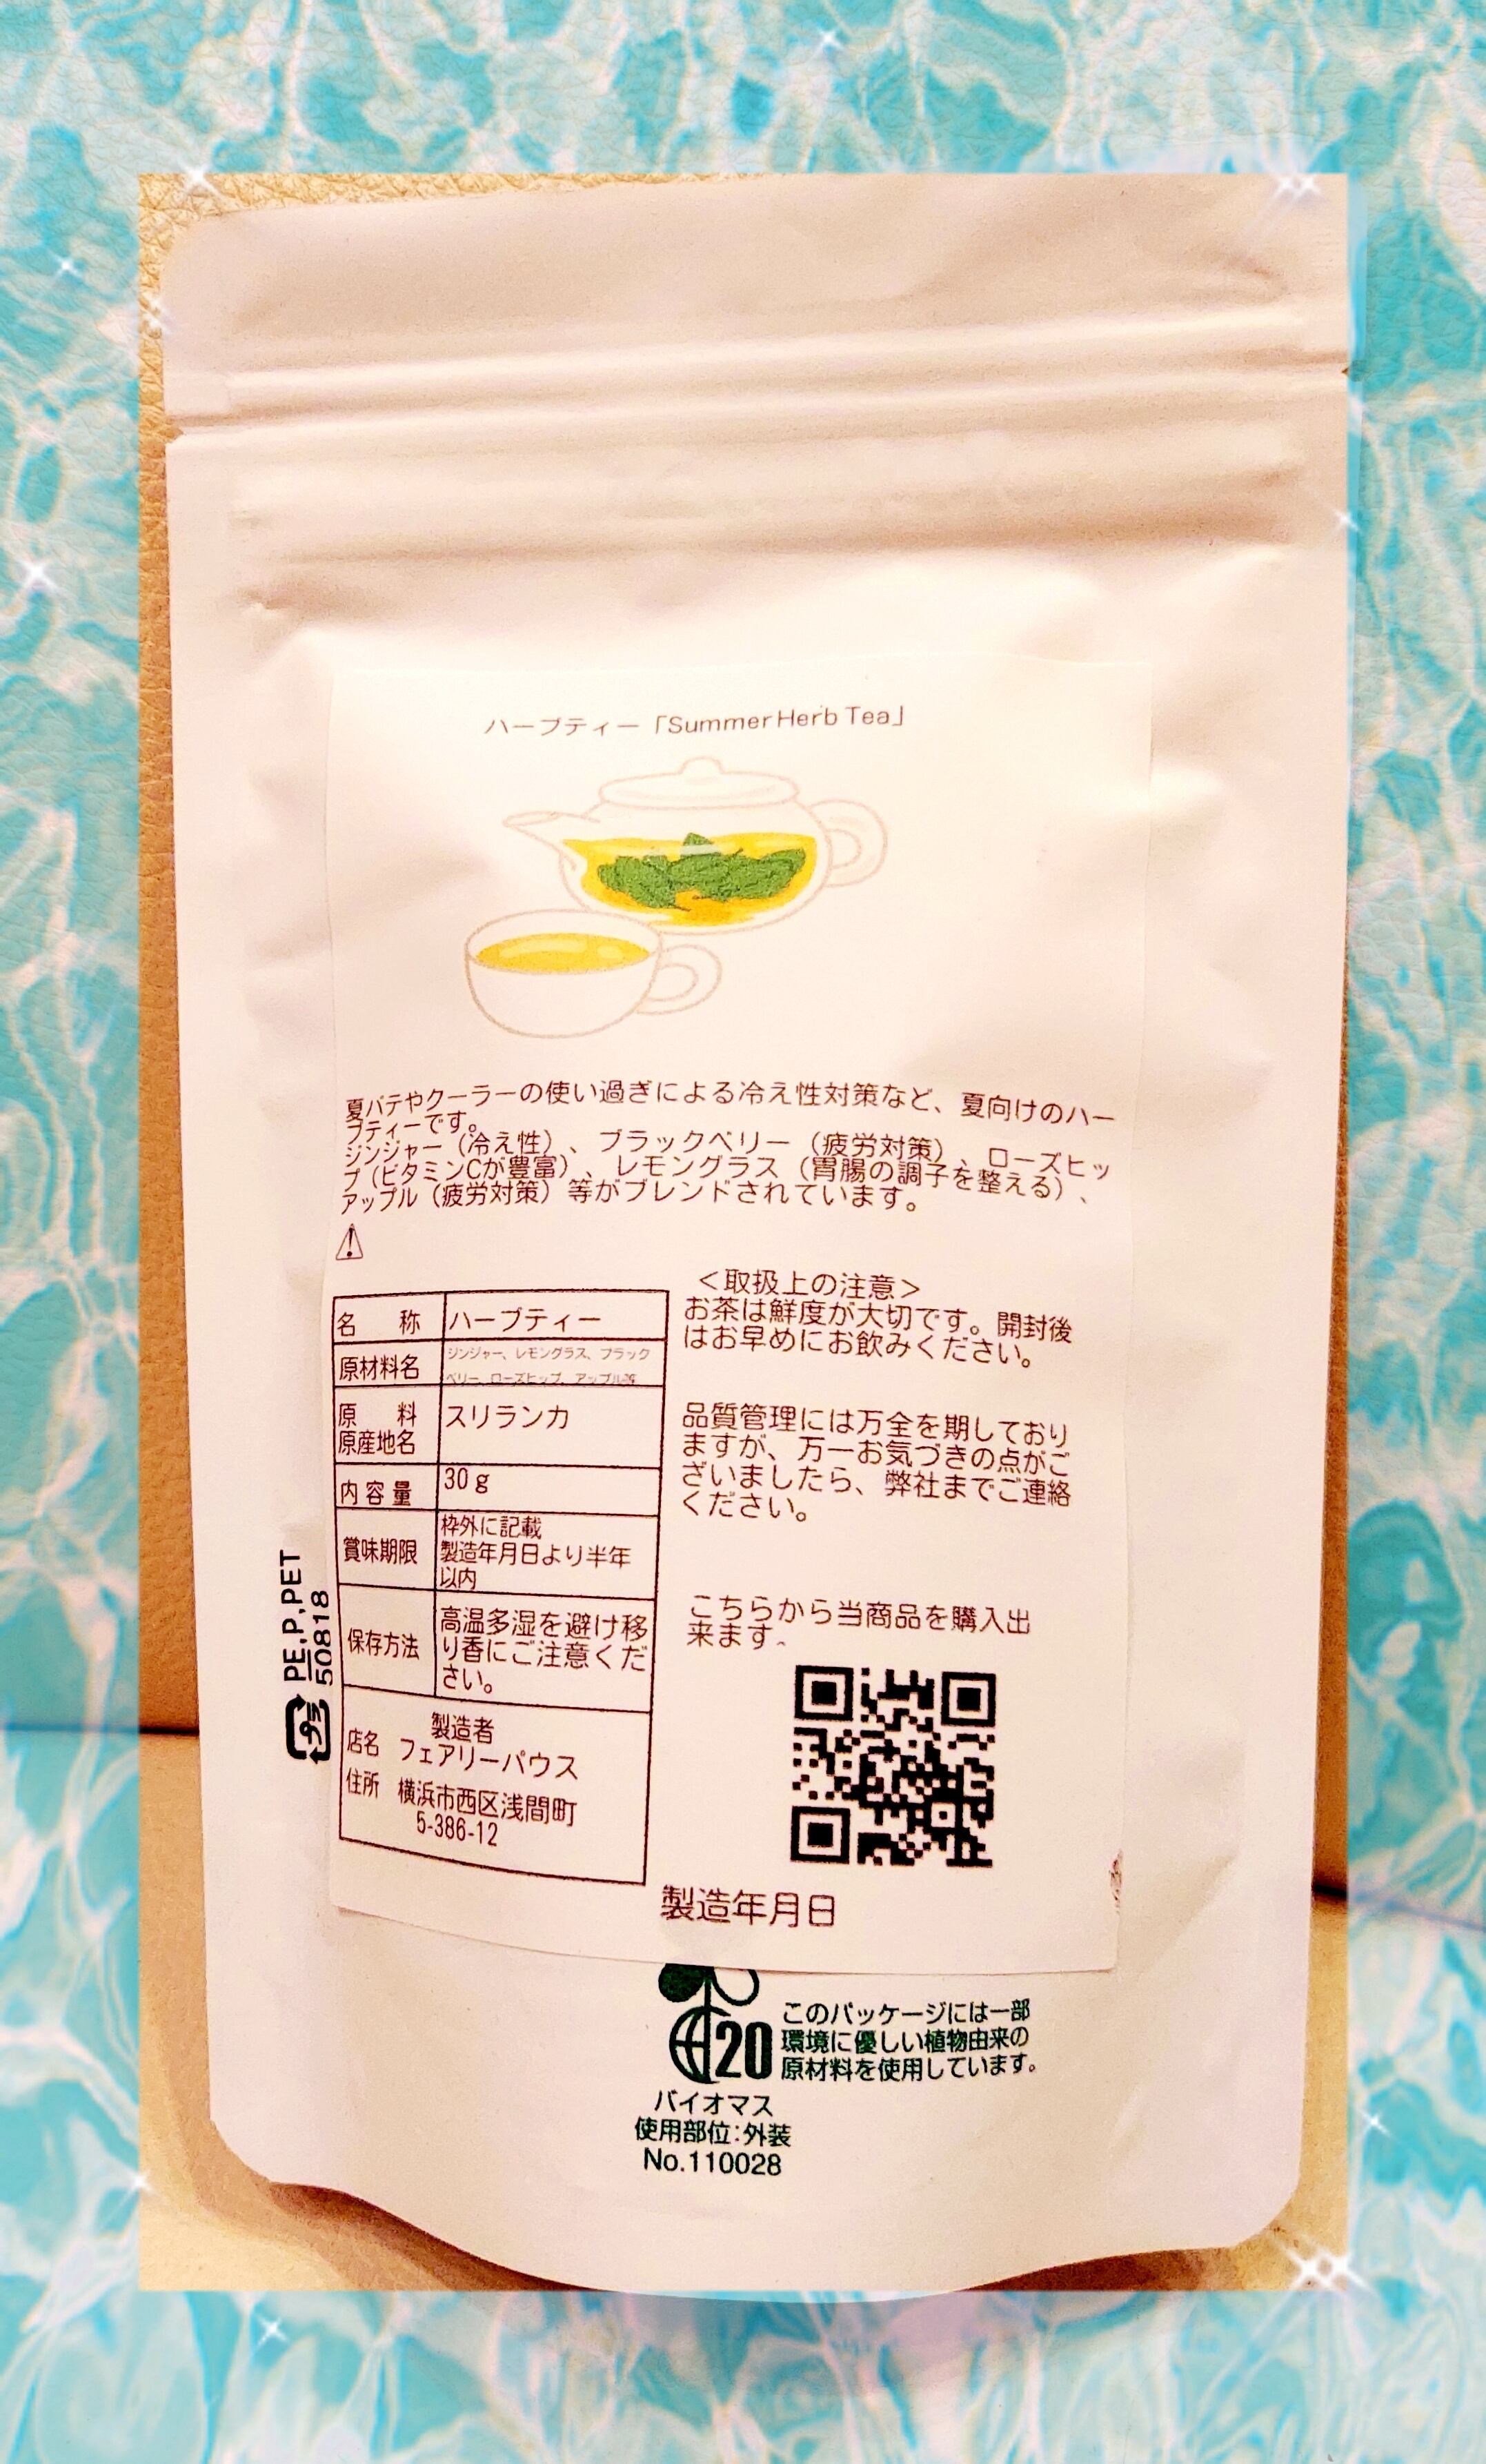 ハーブティー「Summer Herb Tea」
夏バテやクーラーの使い過ぎによる冷え性対策など、夏向けのハー
ブティーです。
ジンジャー（冷え性）、ブラックベリー（疲労対策）、ローズヒッ
プ（ビタミンCが豊富）、レモングラス（胃腸の調子を整える）、
アップル（疲労対策）等がブレンドされています。
名 称 ハーブティー
原材料名 ジンジャー、レモングラス、ブラック
ベリー、ローズヒップ、アップル等
原 料
原産地名 スリランカ
内容量 30g
賞味期限 枠外に記載
製造年月日より半年
以内
保存方法 高温多湿を避け移
り香にご注意くだ
さい。
製造者
店名 フェアリーパウス
住所 横浜市西区浅間町
5-386-12
＜取扱上の注意＞
お茶は鮮度が大切です。開封後
はお早めにお飲みください。
品質管理には万全を期しており
ますが、万一お気づきの点がご
ざいましたら、弊社までご連絡
ください。
こちらから当商品を購入出
来ます。
製造年月日
PE,P,PET
50818
プラ
20
このパッケージには一部
環境に優しい植物由来の
原材料を使用しています。
バイオマス
使用部位:外装
No.110028